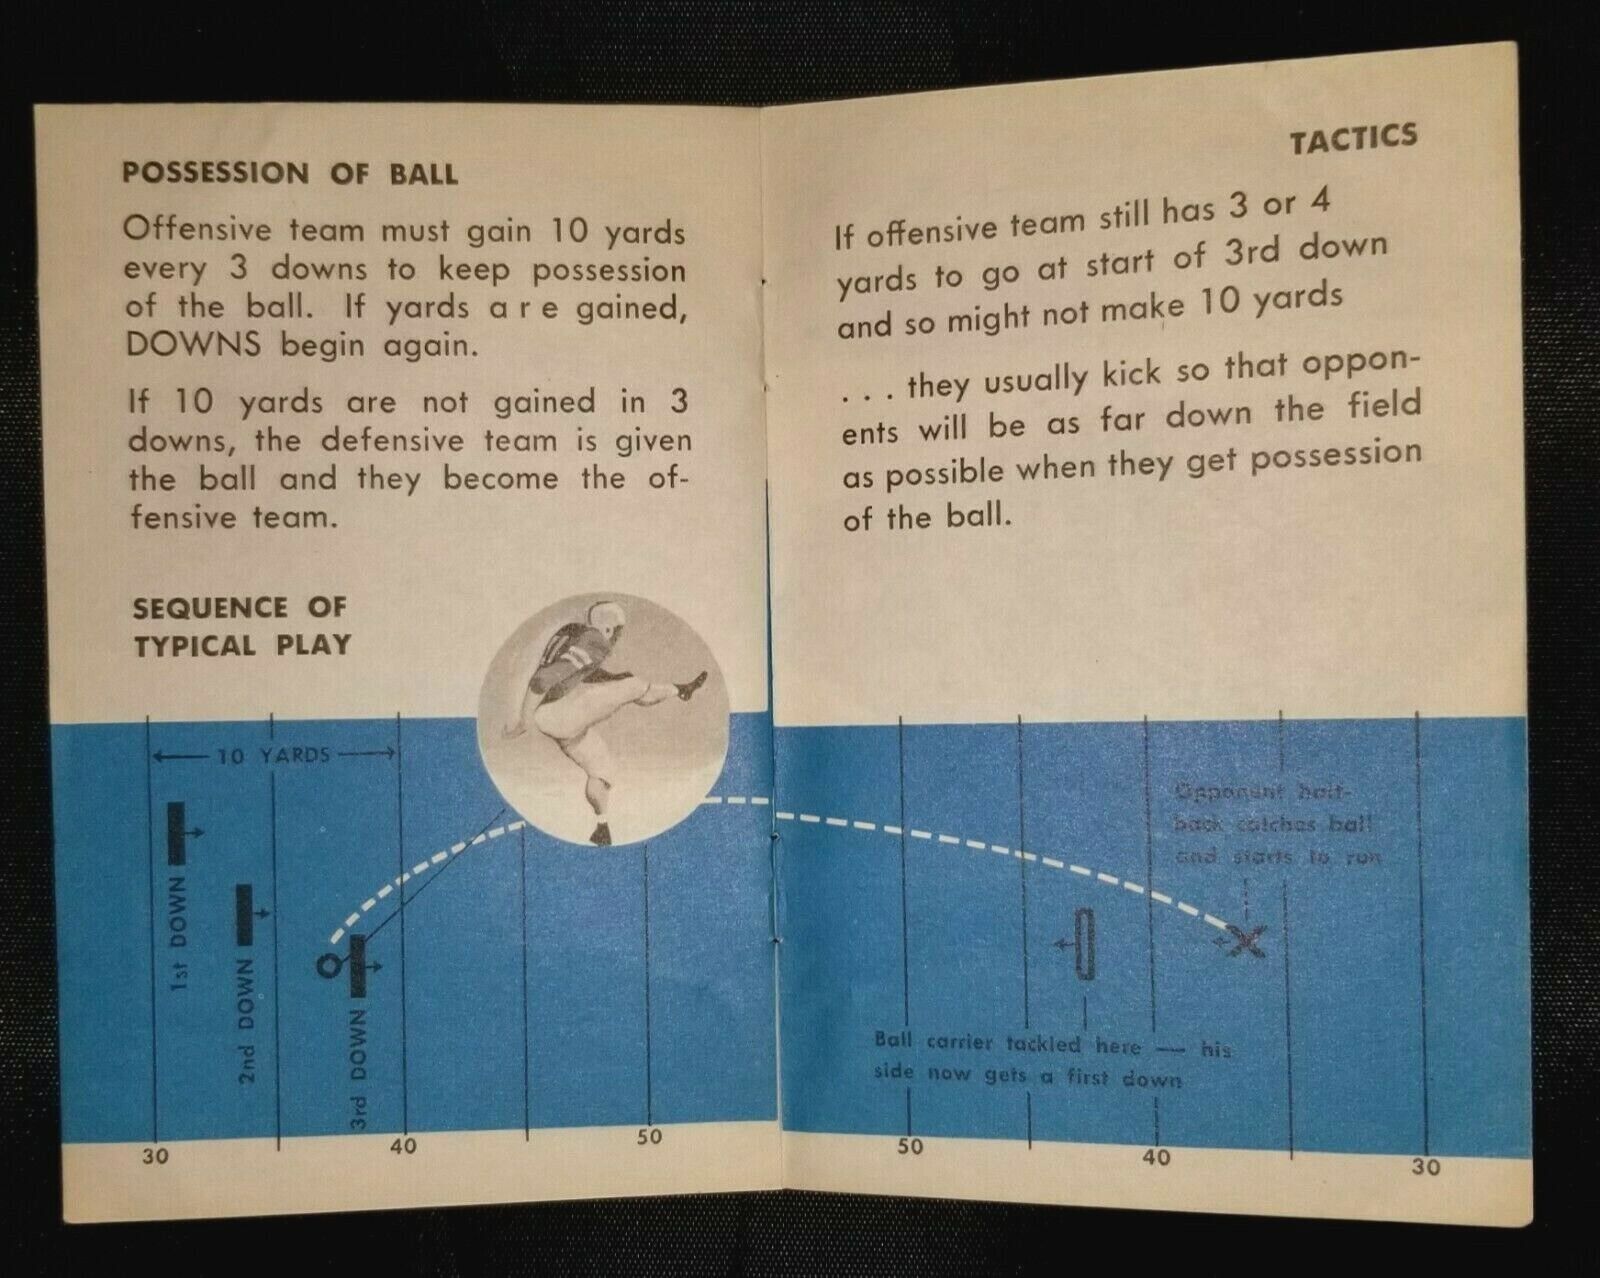 POSSESSION OF BALL
Offensive team must gain 10 yards
every 3 downs to keep possession
of the ball. If yards are gained,
DOWNS begin again.
If 10 yards are not gained in 3
downs, the defensive team is given
the ball and they become the of-
fensive team.
SEQUENCE OF
TYPICAL PLAY
10 YARDS
1st DOWN
2nd DOWN
3rd DOWN
30
40
50
TACTICS
If offensive team still has 3 or 4
yards to go at start of 3rd down
and so might not make 10 yards
. . . they usually kick so that oppon-
ents will be as far down the field
as possible when they get possession
of the ball.
Opponent half-
back catches ball
and starts to run
Ball carrier tackled here — his
side now gets a first down
50
40
30